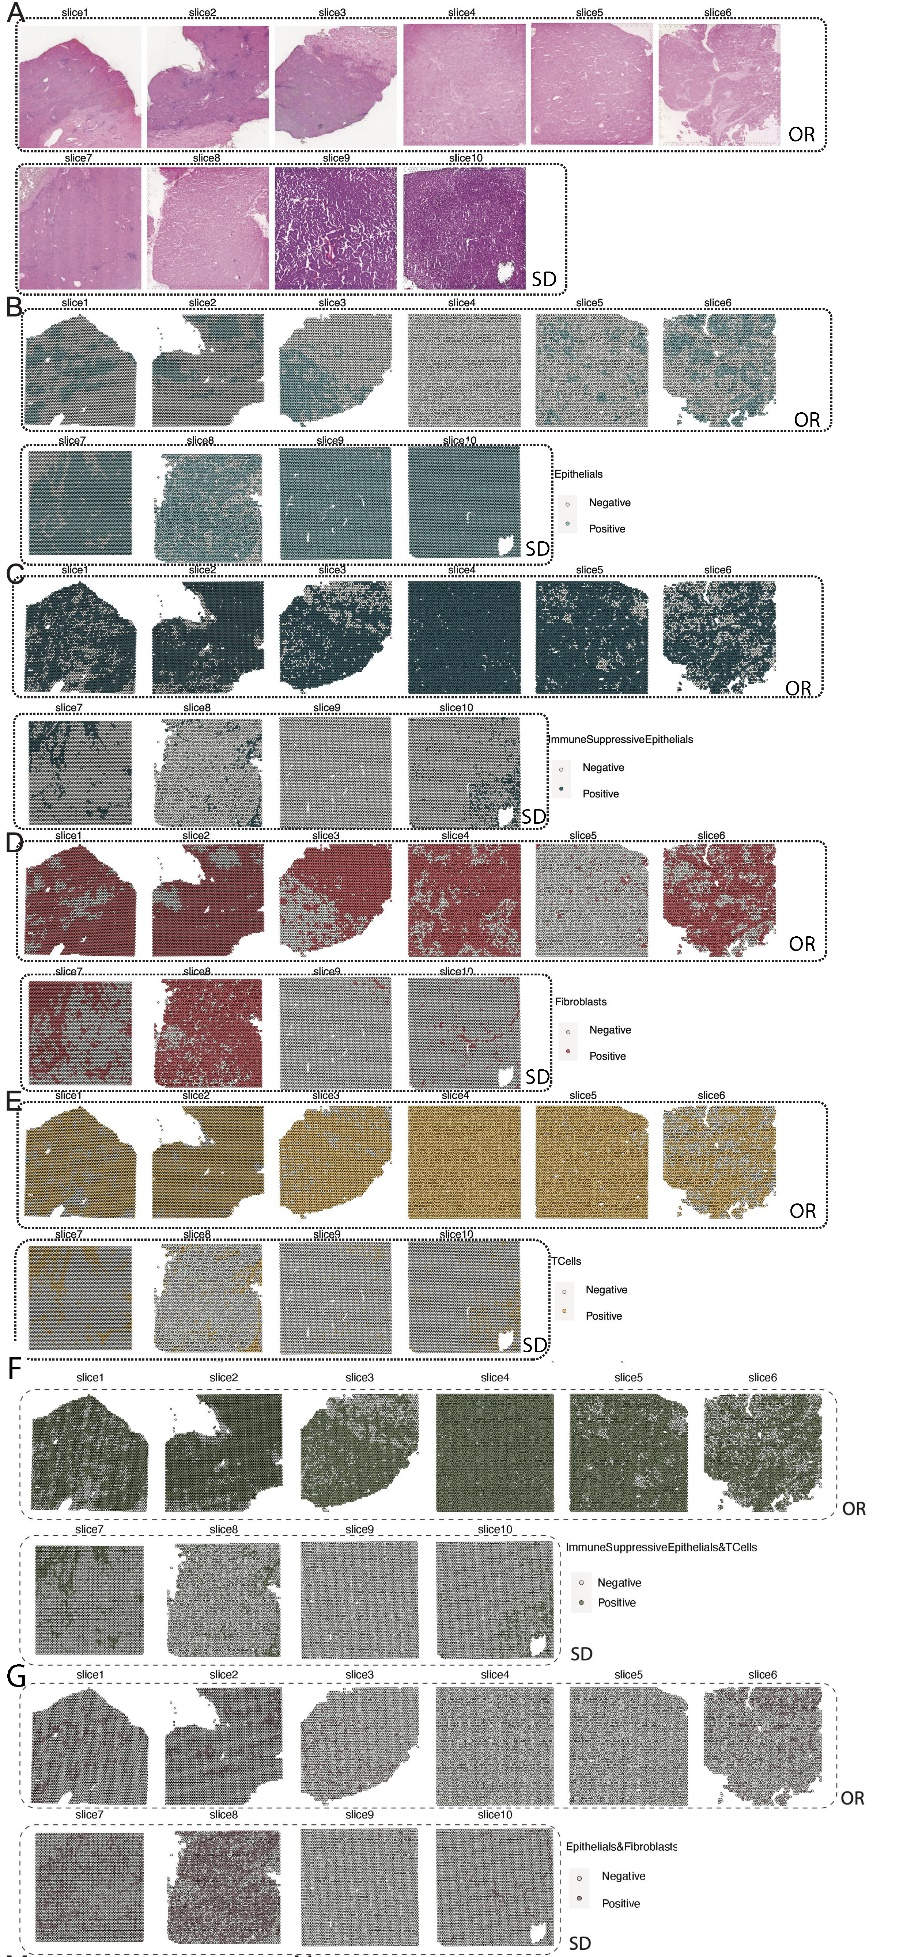 A
slice1 slice2 slice3 slice4 slice5 slice6
OR
slice7 slice8 slice9 slice10
SD
B
slice1 slice2 slice3 slice4 slice5 slice6
OR
slice7 slice8 slice9 slice10
Epithelials
Negative
Positive
SD
C
slice1 slice2 slice3 slice4 slice5 slice6
OR
slice7 slice8 slice9 slice10
ImmuneSuppressiveEpithelials
Negative
Positive
SD
D
slice1 slice2 slice3 slice4 slice5 slice6
OR
slice7 slice8 slice9 slice10
Fibroblasts
Negative
Positive
SD
E
slice1 slice2 slice3 slice4 slice5 slice6
OR
slice7 slice8 slice9 slice10
TCells
Negative
Positive
SD
F
slice1 slice2 slice3 slice4 slice5 slice6
OR
slice7 slice8 slice9 slice10
ImmuneSuppressiveEpithelials&TCells
Negative
Positive
SD
G
slice1 slice2 slice3 slice4 slice5 slice6
OR
slice7 slice8 slice9 slice10
Epithelials&Fibroblasts
Negative
Positive
SD